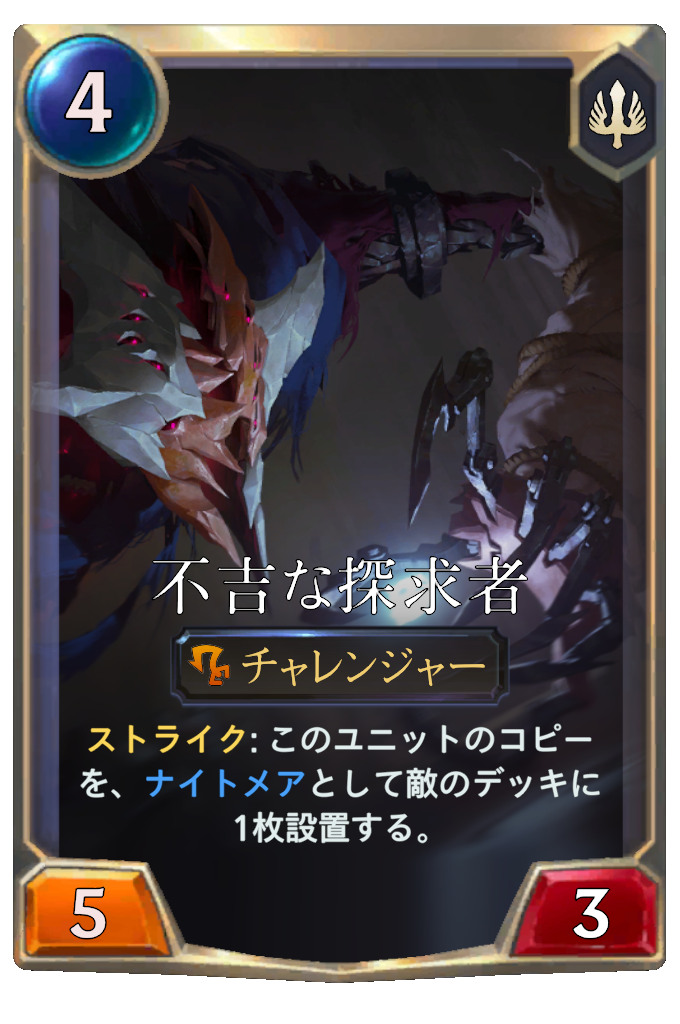 4
不吉な探求者
チャレンジャー
ストライク: このユニットのコピー
を、ナイトメアとして敵のデッキに
1枚設置する。
5
3